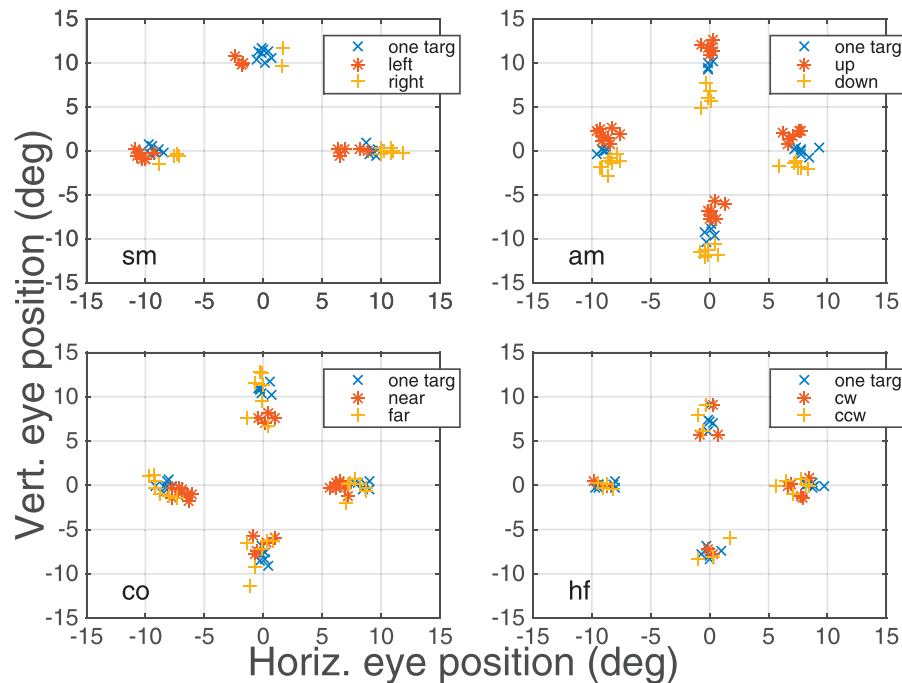 Vert. eye position (deg)
15
10
5
0
-5
-10
-15
-15 -10 -5 0 5 10 15
one targ
left
right
sm
15
10
5
0
-5
-10
-15
-15 -10 -5 0 5 10 15
one targ
up
down
am
15
10
5
0
-5
-10
-15
-15 -10 -5 0 5 10 15
one targ
near
far
co
15
10
5
0
-5
-10
-15
-15 -10 -5 0 5 10 15
one targ
cw
ccw
hf
Horiz. eye position (deg)